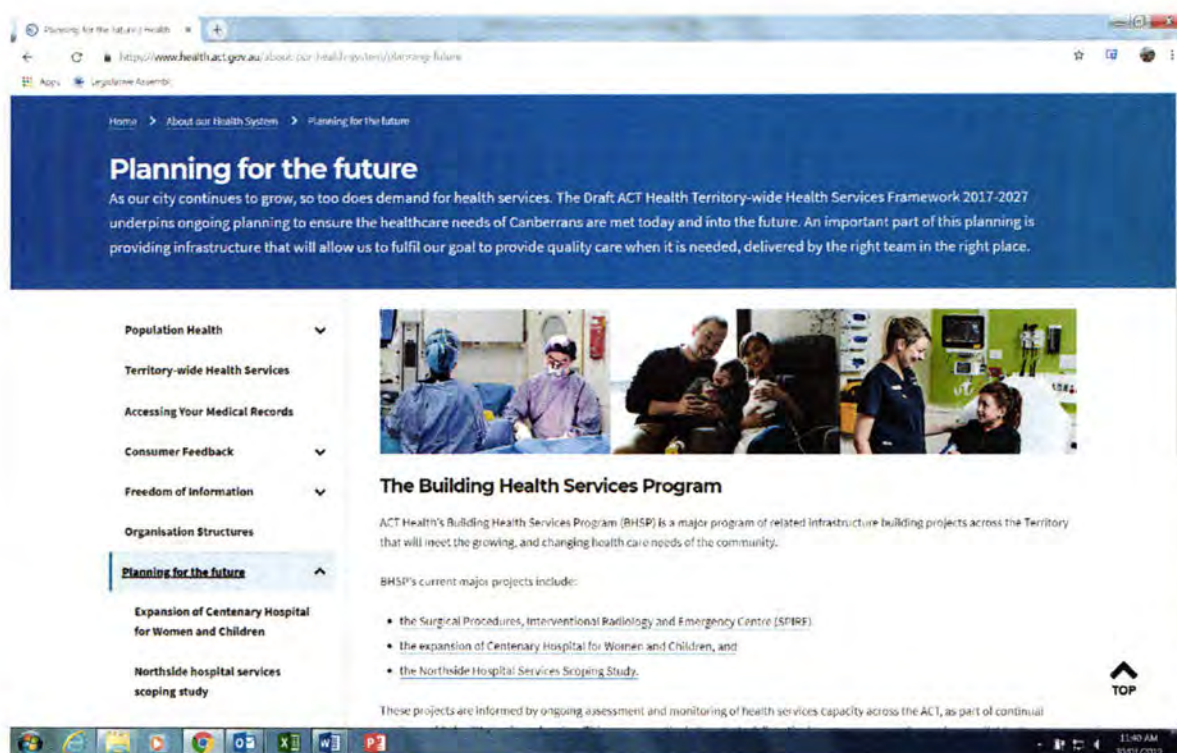 Planning for the future | Health
https://www.health.act.gov.au/about-our-health-system/planning-future
Apps Legislative Assembl
Home > About our Health System > Planning for the future
Planning for the future
As our city continues to grow, so too does demand for health services. The Draft ACT Health Territory-wide Health Services Framework 2017-2027
underpins ongoing planning to ensure the healthcare needs of Canberrans are met today and into the future. An important part of this planning is
providing infrastructure that will allow us to fulfil our goal to provide quality care when it is needed, delivered by the right team in the right place.
Population Health
Territory-wide Health Services
Accessing Your Medical Records
Consumer Feedback
Freedom of Information
Organisation Structures
Planning for the future
Expansion of Centenary Hospital
for Women and Children
Northside hospital services
scoping study
The Building Health Services Program
ACT Health's Building Health Services Program (BHSP) is a major program of related infrastructure building projects across the Territory
that will meet the growing, and changing health care needs of the community.
BHSP's current major projects include:
• the Surgical Procedures, Interventional Radiology and Emergency Centre (SPIRE)
• the expansion of Centenary Hospital for Women and Children, and
• the Northside Hospital Services Scoping Study.
These projects are informed by ongoing assessment and monitoring of health services capacity across the ACT, as part of continual
TOP
11:40 AM